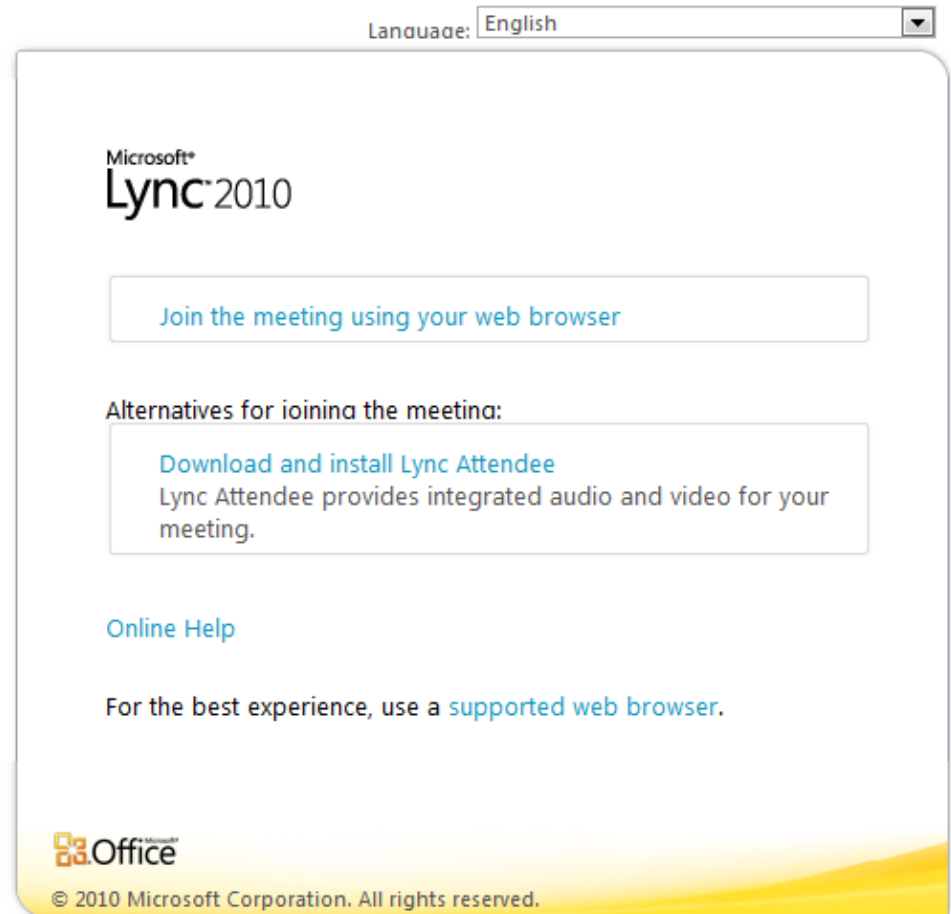 Language: English
Microsoft®
Lync™ 2010
Join the meeting using your web browser
Alternatives for joining the meeting:
Download and install Lync Attendee
Lync Attendee provides integrated audio and video for your
meeting.
Online Help
For the best experience, use a supported web browser.
Microsoft®
Office
© 2010 Microsoft Corporation. All rights reserved.